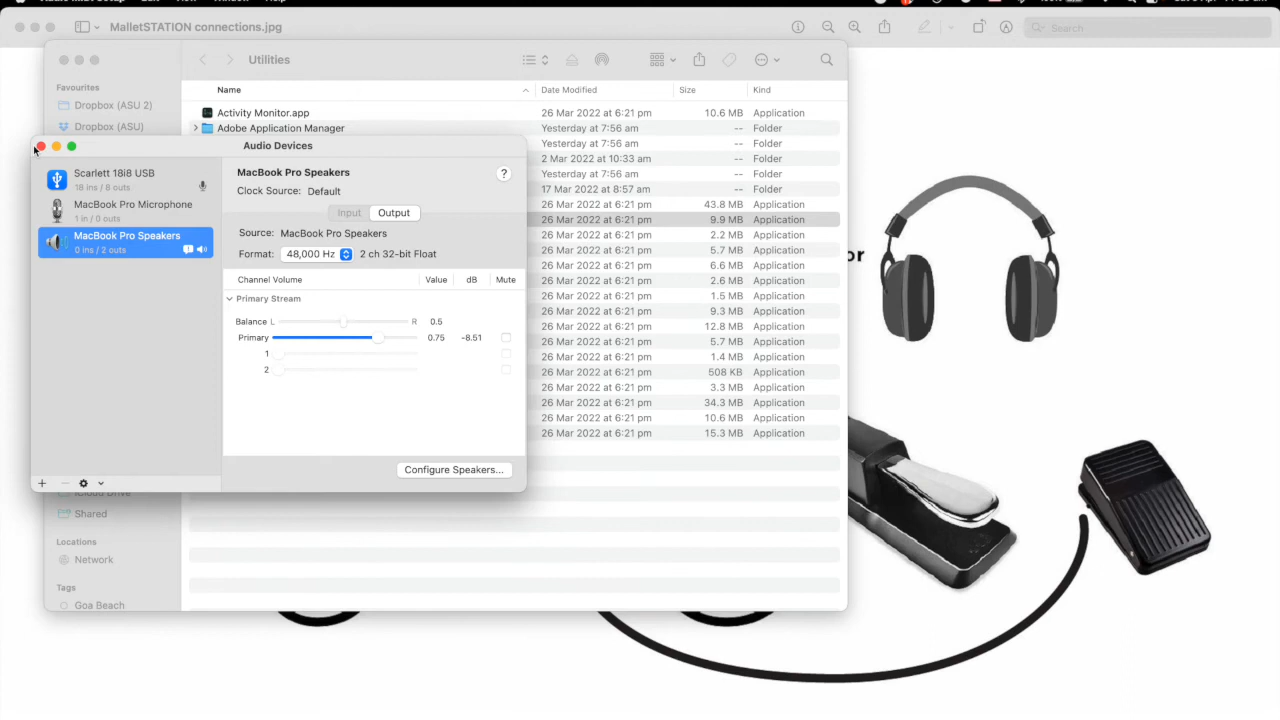 MalletSTATION connections.jpg
Search
Utilities
Favourites
Dropbox (ASU 2)
Dropbox (ASU)
Name Date Modified Size Kind
Activity Monitor.app 26 Mar 2022 at 6:21 pm 10.6 MB Application
Adobe Application Manager Yesterday at 7:56 am -- Folder
Yesterday at 7:56 am -- Folder
2 Mar 2022 at 10:33 am -- Folder
Yesterday at 7:56 am -- Folder
17 Mar 2022 at 8:57 am -- Folder
26 Mar 2022 at 6:21 pm 43.8 MB Application
26 Mar 2022 at 6:21 pm 9.9 MB Application
26 Mar 2022 at 6:21 pm 2.2 MB Application
26 Mar 2022 at 6:21 pm 5.7 MB Application
26 Mar 2022 at 6:21 pm 6.6 MB Application
26 Mar 2022 at 6:21 pm 2.6 MB Application
26 Mar 2022 at 6:21 pm 1.5 MB Application
26 Mar 2022 at 6:21 pm 9.3 MB Application
26 Mar 2022 at 6:21 pm 12.8 MB Application
26 Mar 2022 at 6:21 pm 5.7 MB Application
26 Mar 2022 at 6:21 pm 1.4 MB Application
26 Mar 2022 at 6:21 pm 508 KB Application
26 Mar 2022 at 6:21 pm 3.3 MB Application
26 Mar 2022 at 6:21 pm 34.3 MB Application
26 Mar 2022 at 6:21 pm 10.6 MB Application
26 Mar 2022 at 6:21 pm 15.3 MB Application
Audio Devices
Scarlett 18i8 USB
18 ins / 8 outs
MacBook Pro Microphone
1 in / 0 outs
MacBook Pro Speakers
0 ins / 2 outs
MacBook Pro Speakers ?
Clock Source: Default
Input Output
Source: MacBook Pro Speakers
Format: 48,000 Hz 2 ch 32-bit Float
Channel Volume Value dB Mute
Primary Stream
Balance L R 0.5
Primary 0.75 -8.51
1
2
Configure Speakers...
iCloud Drive
Shared
Locations
Network
Tags
Goa Beach
or